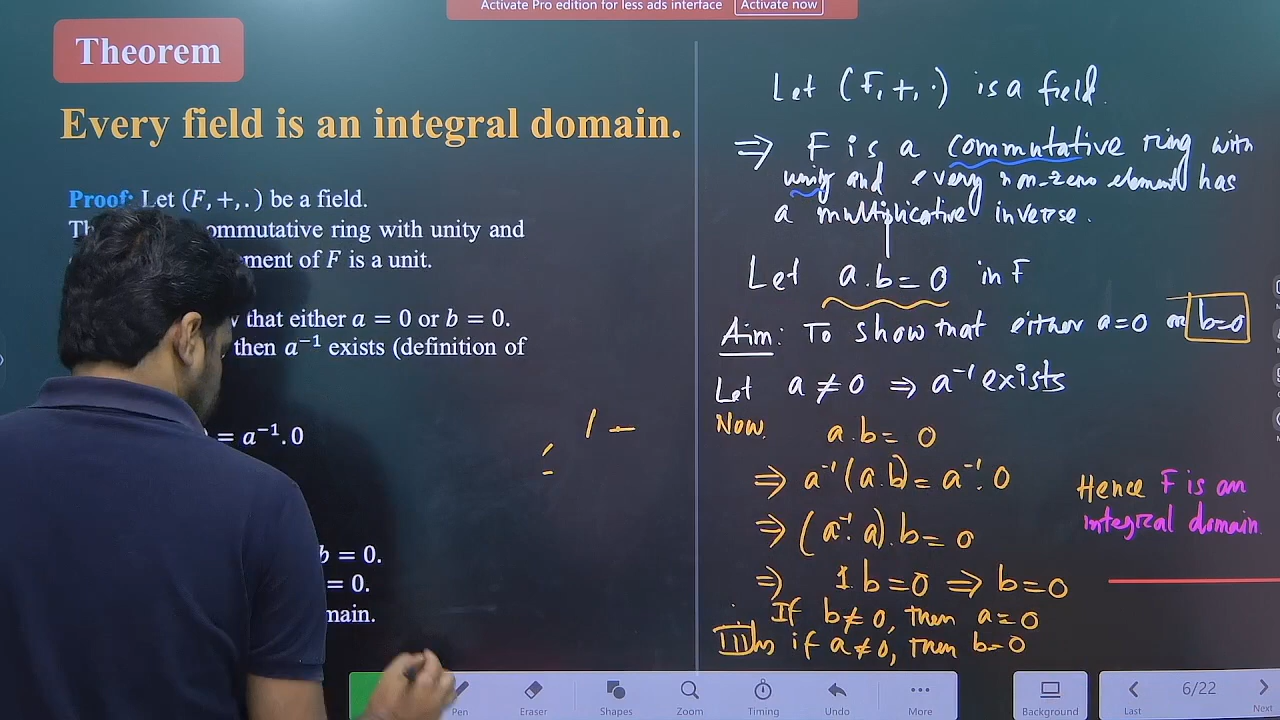 Activate Pro edition for less ads interface Activate now
Theorem
Every field is an integral domain.
Proof: Let (F, +, . ) be a field.
ommutative ring with unity and
ment of F is a unit.
that either a = 0 or b = 0.
then a⁻¹ exists (definition of
= a⁻¹.0
b = 0.
= 0.
main.
Let (F, +, ·) is a field.
⇒ F is a commutative ring with
unity and every non-zero element has
a multiplicative inverse.
Let a.b = 0 in F
Aim: To show that either a=0 or b=0
Let a ≠ 0 ⇒ a⁻¹ exists
Now. a.b = 0
⇒ a⁻¹(a.b) = a⁻¹.0
⇒ (a⁻¹.a).b = 0
⇒ 1.b = 0 ⇒ b = 0
If b ≠ 0, then a = 0
if a ≠ 0, then b = 0
Hence F is an
integral domain.
Pen Eraser Shapes Zoom Timing Undo More Background Last 6/22 Next